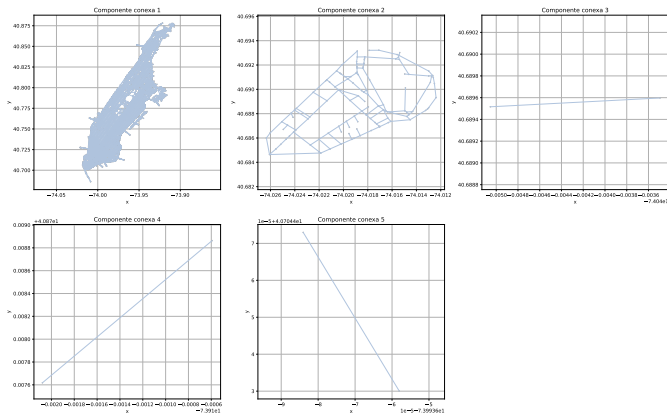 Componente conexa 1
40.875
40.850
40.825
40.800
40.775
40.750
40.725
40.700
y
−74.05 −74.00 −73.95 −73.90
x
Componente conexa 2
40.696
40.694
40.692
40.690
40.688
40.686
40.684
40.682
y
−74.026 −74.024 −74.022 −74.020 −74.018 −74.016 −74.014 −74.012
x
Componente conexa 3
40.6902
40.6900
40.6898
40.6896
40.6894
40.6892
40.6890
40.6888
y
−0.0050 −0.0048 −0.0046 −0.0044 −0.0042 −0.0040 −0.0038 −0.0036
x
Componente conexa 4
+4.087e1
0.0090
0.0088
0.0086
0.0084
0.0082
0.0080
0.0078
0.0076
y
−0.0020 −0.0018 −0.0016 −0.0014 −0.0012 −0.0010 −0.0008 −0.0006
x
−7.391e1
Componente conexa 5
1e−5+4.07044e1
7
6
5
4
3
y
−9 −8 −7 −6 −5
x
1e−5−7.39936e1